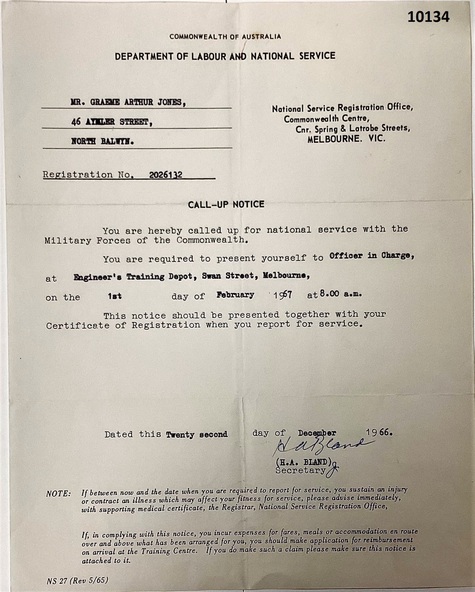 10134
COMMONWEALTH OF AUSTRALIA
DEPARTMENT OF LABOUR AND NATIONAL SERVICE
MR. GRAEME ARTHUR JONES,
46 STREET,
NORTH BALWYN.
National Service Registration Office,
Commonwealth Centre,
Cnr. Spring & Latrobe Streets,
MELBOURNE. VIC.
Registration No. 2026132
CALL-UP NOTICE
You are hereby called up for national service with the
Military Forces of the Commonwealth.
You are required to present yourself to Officer in Charge,
at Engineer's Training Depot, Swan Street, Melbourne,
on the 1st day of February 1967 at 8.00 a.m.
This notice should be presented together with your
Certificate of Registration when you report for service.
Dated this Twenty second day of December 1966.
H A Bland
(H.A. BLAND)
Secretary
NOTE: If between now and the date when you are required to report for service, you sustain an injury
or contract an illness which may affect your fitness for service, please advise immediately,
with supporting medical certificate, the Registrar, National Service Registration Office,
If, in complying with this notice, you incur expenses for fares, meals or accommodation en route
over and above what has been arranged for by you, you should make application for reimbursement
on arrival at the Training Centre. If you do make such a claim please make sure this notice is
attached to it.
NS 27 (Rev 5/65)